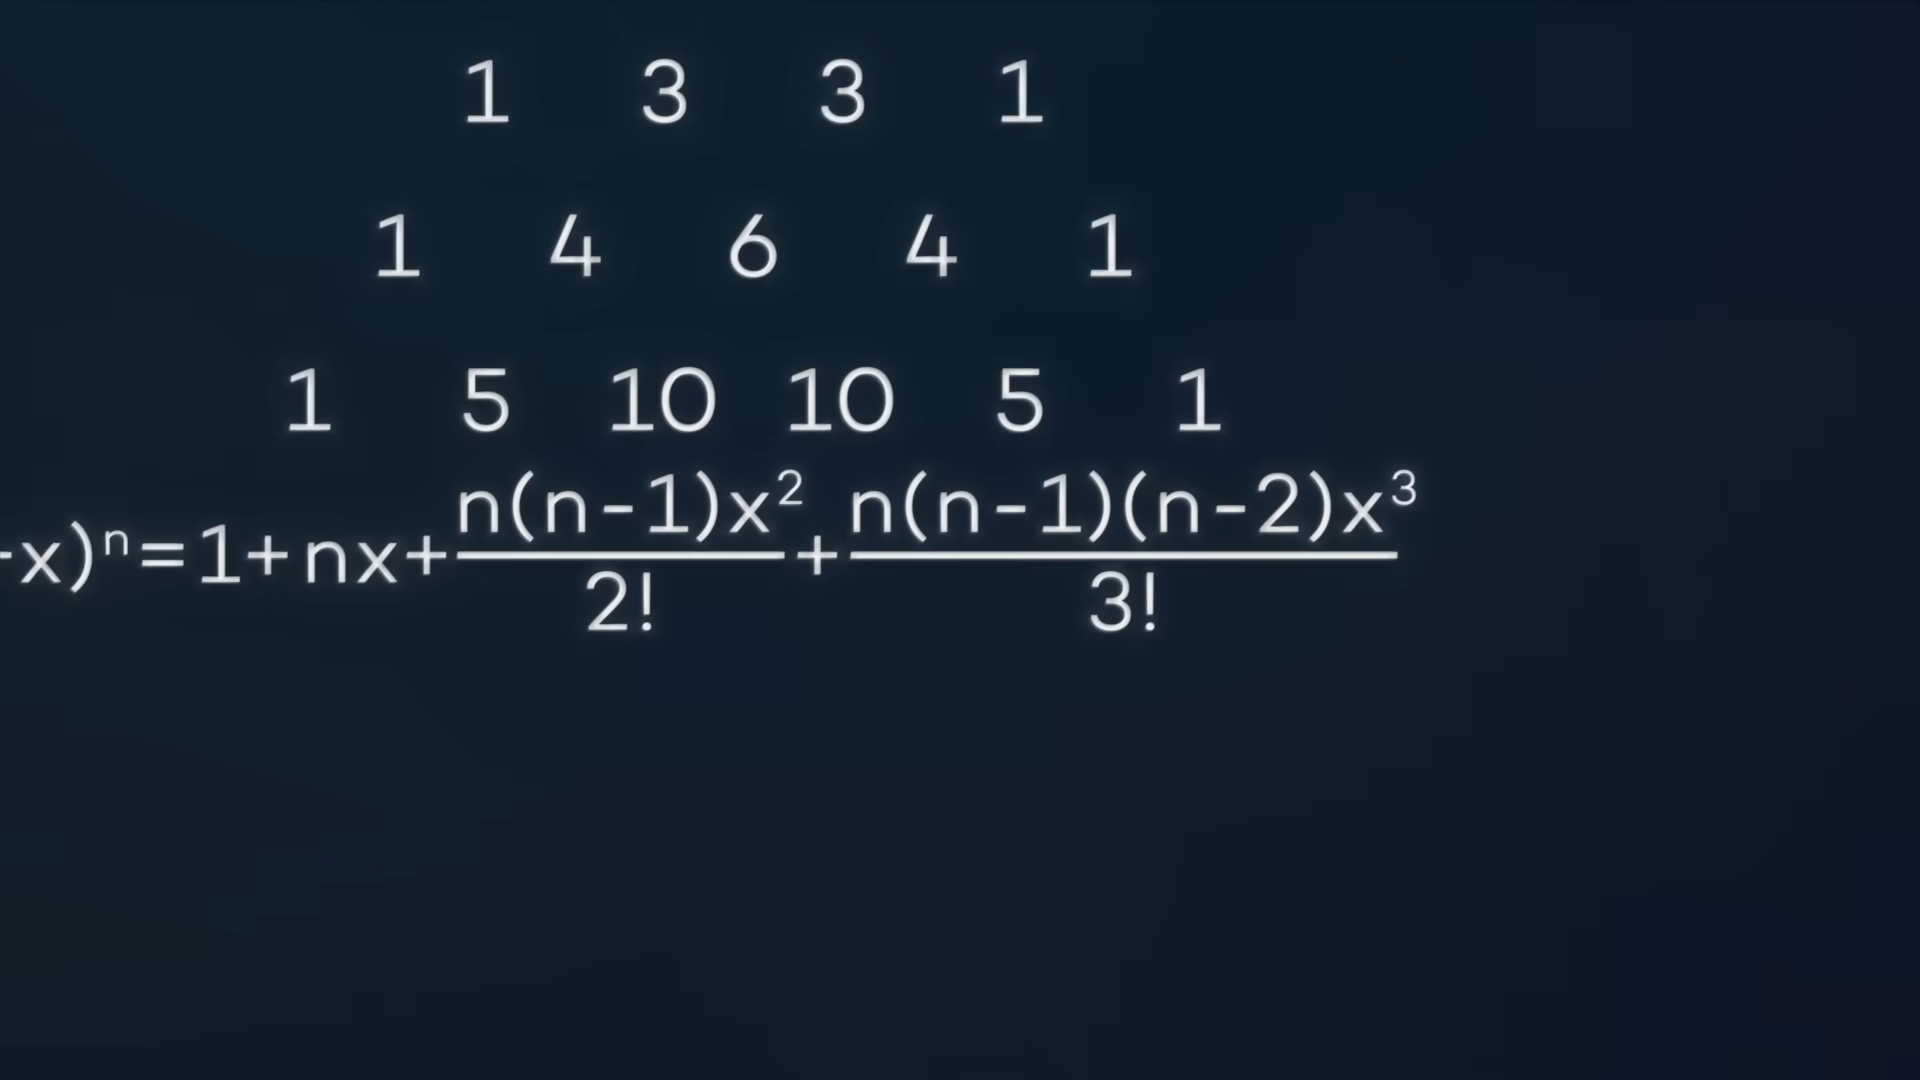 1 3 3 1
1 4 6 4 1
1 5 10 10 5 1
-x)ⁿ=1+nx+n(n-1)x²/2!+n(n-1)(n-2)x³/3!